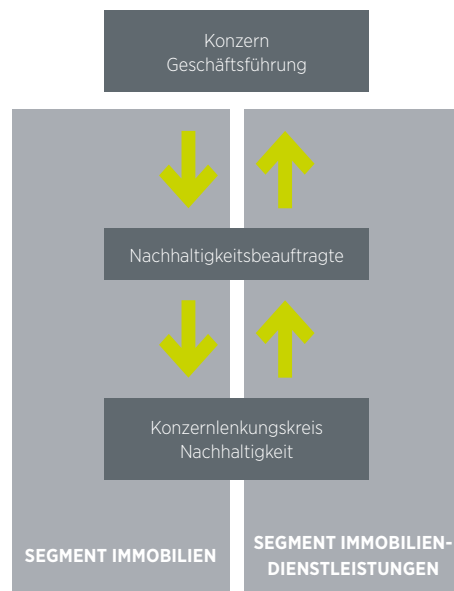 Konzern
Geschäftsführung
Nachhaltigkeitsbeauftragte
Konzernlenkungskreis
Nachhaltigkeit
SEGMENT IMMOBILIEN
SEGMENT IMMOBILIEN-
DIENSTLEISTUNGEN